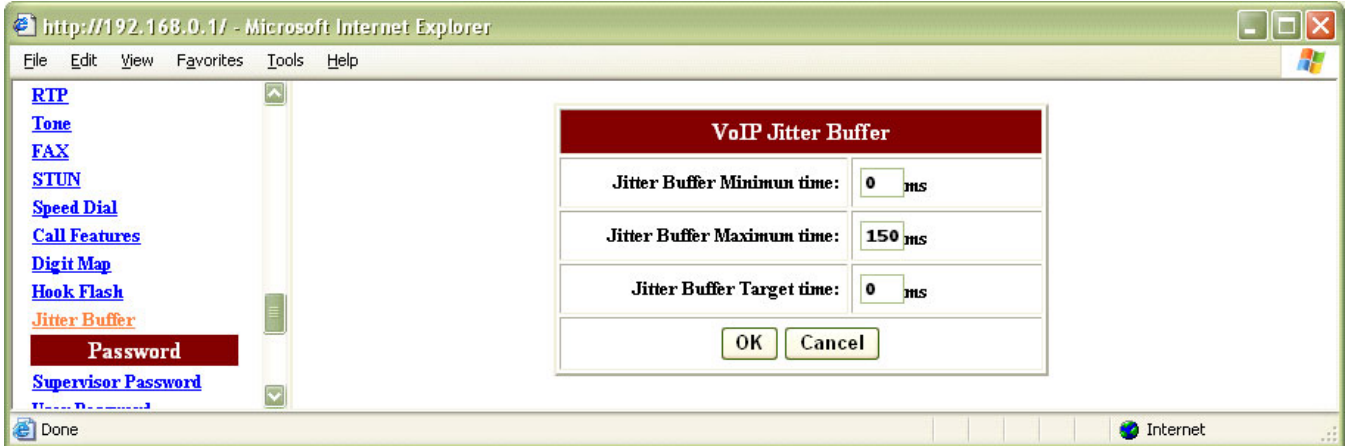 http://192.168.0.1/ - Microsoft Internet Explorer
File Edit View Favorites Tools Help
RTP
Tone
FAX
STUN
Speed Dial
Call Features
Digit Map
Hook Flash
Jitter Buffer
Password
Supervisor Password
VoIP Jitter Buffer
Jitter Buffer Minimun time: 0 ms
Jitter Buffer Maximum time: 150 ms
Jitter Buffer Target time: 0 ms
OK Cancel
Done Internet